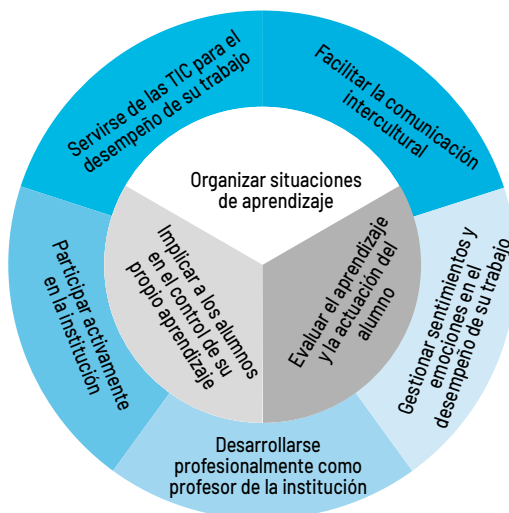 Servirse de las TIC para el
desempeño de su trabajo
Facilitar la comunicación
intercultural
Organizar situaciones
de aprendizaje
Participar activamente
en la institución
Implicar a los alumnos
en el control de su
propio aprendizaje
Evaluar el aprendizaje
y la actuación del
alumno
Gestionar sentimientos y
emociones en el
desempeño de su trabajo
Desarrollarse
profesionalmente como
profesor de la institución